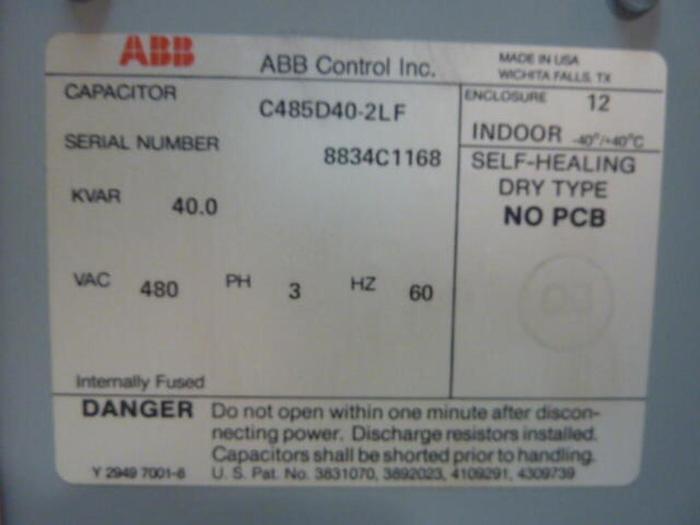 ABB
ABB Control Inc.
MADE IN USA
WICHITA FALLS, TX
CAPACITOR
C485D40-2LF
ENCLOSURE 12
INDOOR -40°/+40°C
SERIAL NUMBER
8834C1168
SELF-HEALING
DRY TYPE
NO PCB
KVAR 40.0
VAC 480 PH 3 HZ 60
Internally Fused
DANGER Do not open within one minute after discon-
necting power. Discharge resistors installed.
Capacitors shall be shorted prior to handling.
Y 2949 7001-6 U. S. Pat. No. 3831070, 3892023, 4109291, 4309739